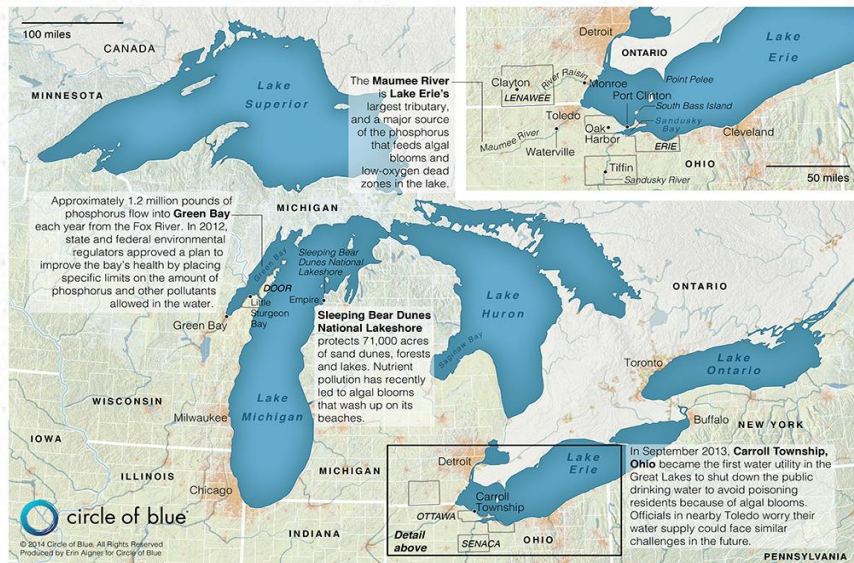 100 miles
CANADA
MINNESOTA
Lake
Superior
The Maumee River
is Lake Erie's
largest tributary,
and a major source
of the phosphorus
that feeds algal
blooms and
low-oxygen dead
zones in the lake.
Detroit
ONTARIO
Lake
Erie
Clayton
LENAWEE
River Raisin
Monroe
Point Pelee
Port Clinton
South Bass Island
Toledo
Sandusky
Bay
Maumee River
Waterville
Oak
Harbor
ERIE
Cleveland
OHIO
Tiffin
Sandusky River
50 miles
Approximately 1.2 million pounds of
phosphorus flow into Green Bay
each year from the Fox River. In 2012,
state and federal environmental
regulators approved a plan to
improve the bay's health by placing
specific limits on the amount of
phosphorus and other pollutants
allowed in the water.
MICHIGAN
Green Bay
Sleeping Bear
Dunes National
Lakeshore
DOOR
Little
Sturgeon
Bay
Empire
Green Bay
Sleeping Bear Dunes
National Lakeshore
protects 71,000 acres
of sand dunes, forests
and lakes. Nutrient
pollution has recently
led to algal blooms
that wash up on its
beaches.
Lake
Huron
Saginaw Bay
ONTARIO
Toronto
Lake
Ontario
WISCONSIN
Milwaukee
Lake
Michigan
IOWA
ILLINOIS
Chicago
MICHIGAN
INDIANA
Buffalo
NEW YORK
Detroit
Lake
Erie
Carroll
Township
OTTAWA
SENACA
OHIO
Detail
above
In September 2013, Carroll Township,
Ohio became the first water utility in the
Great Lakes to shut down the public
drinking water to avoid poisoning
residents because of algal blooms.
Officials in nearby Toledo worry their
water supply could face similar
challenges in the future.
PENNSYLVANIA
circle of blue
© 2014 Circle of Blue, All Rights Reserved
Produced by Erin Aigner for Circle of Blue